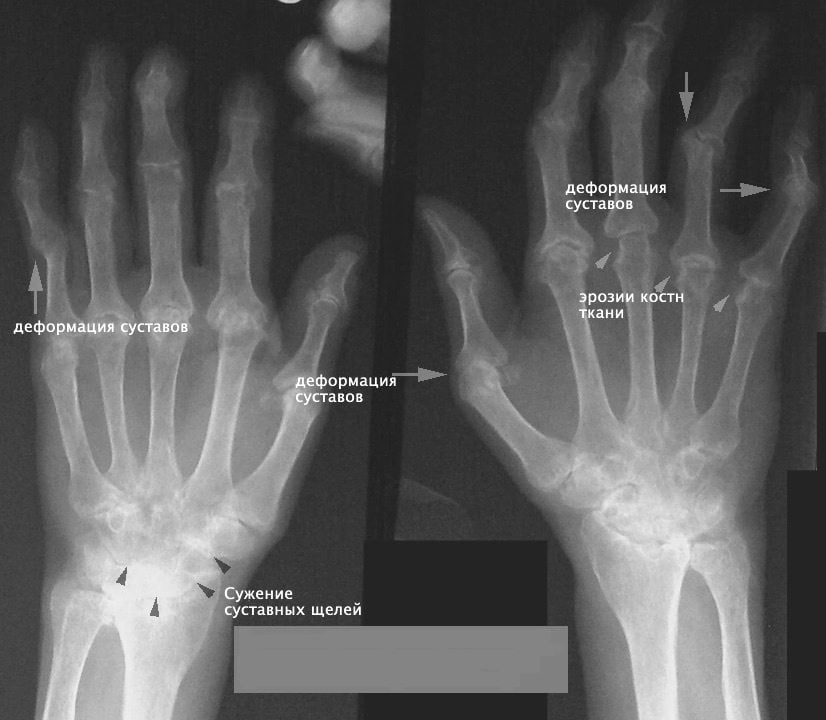 деформация
суставов
эрозии костн
ткани
деформация суставов
деформация
суставов
Сужение
суставных щелей